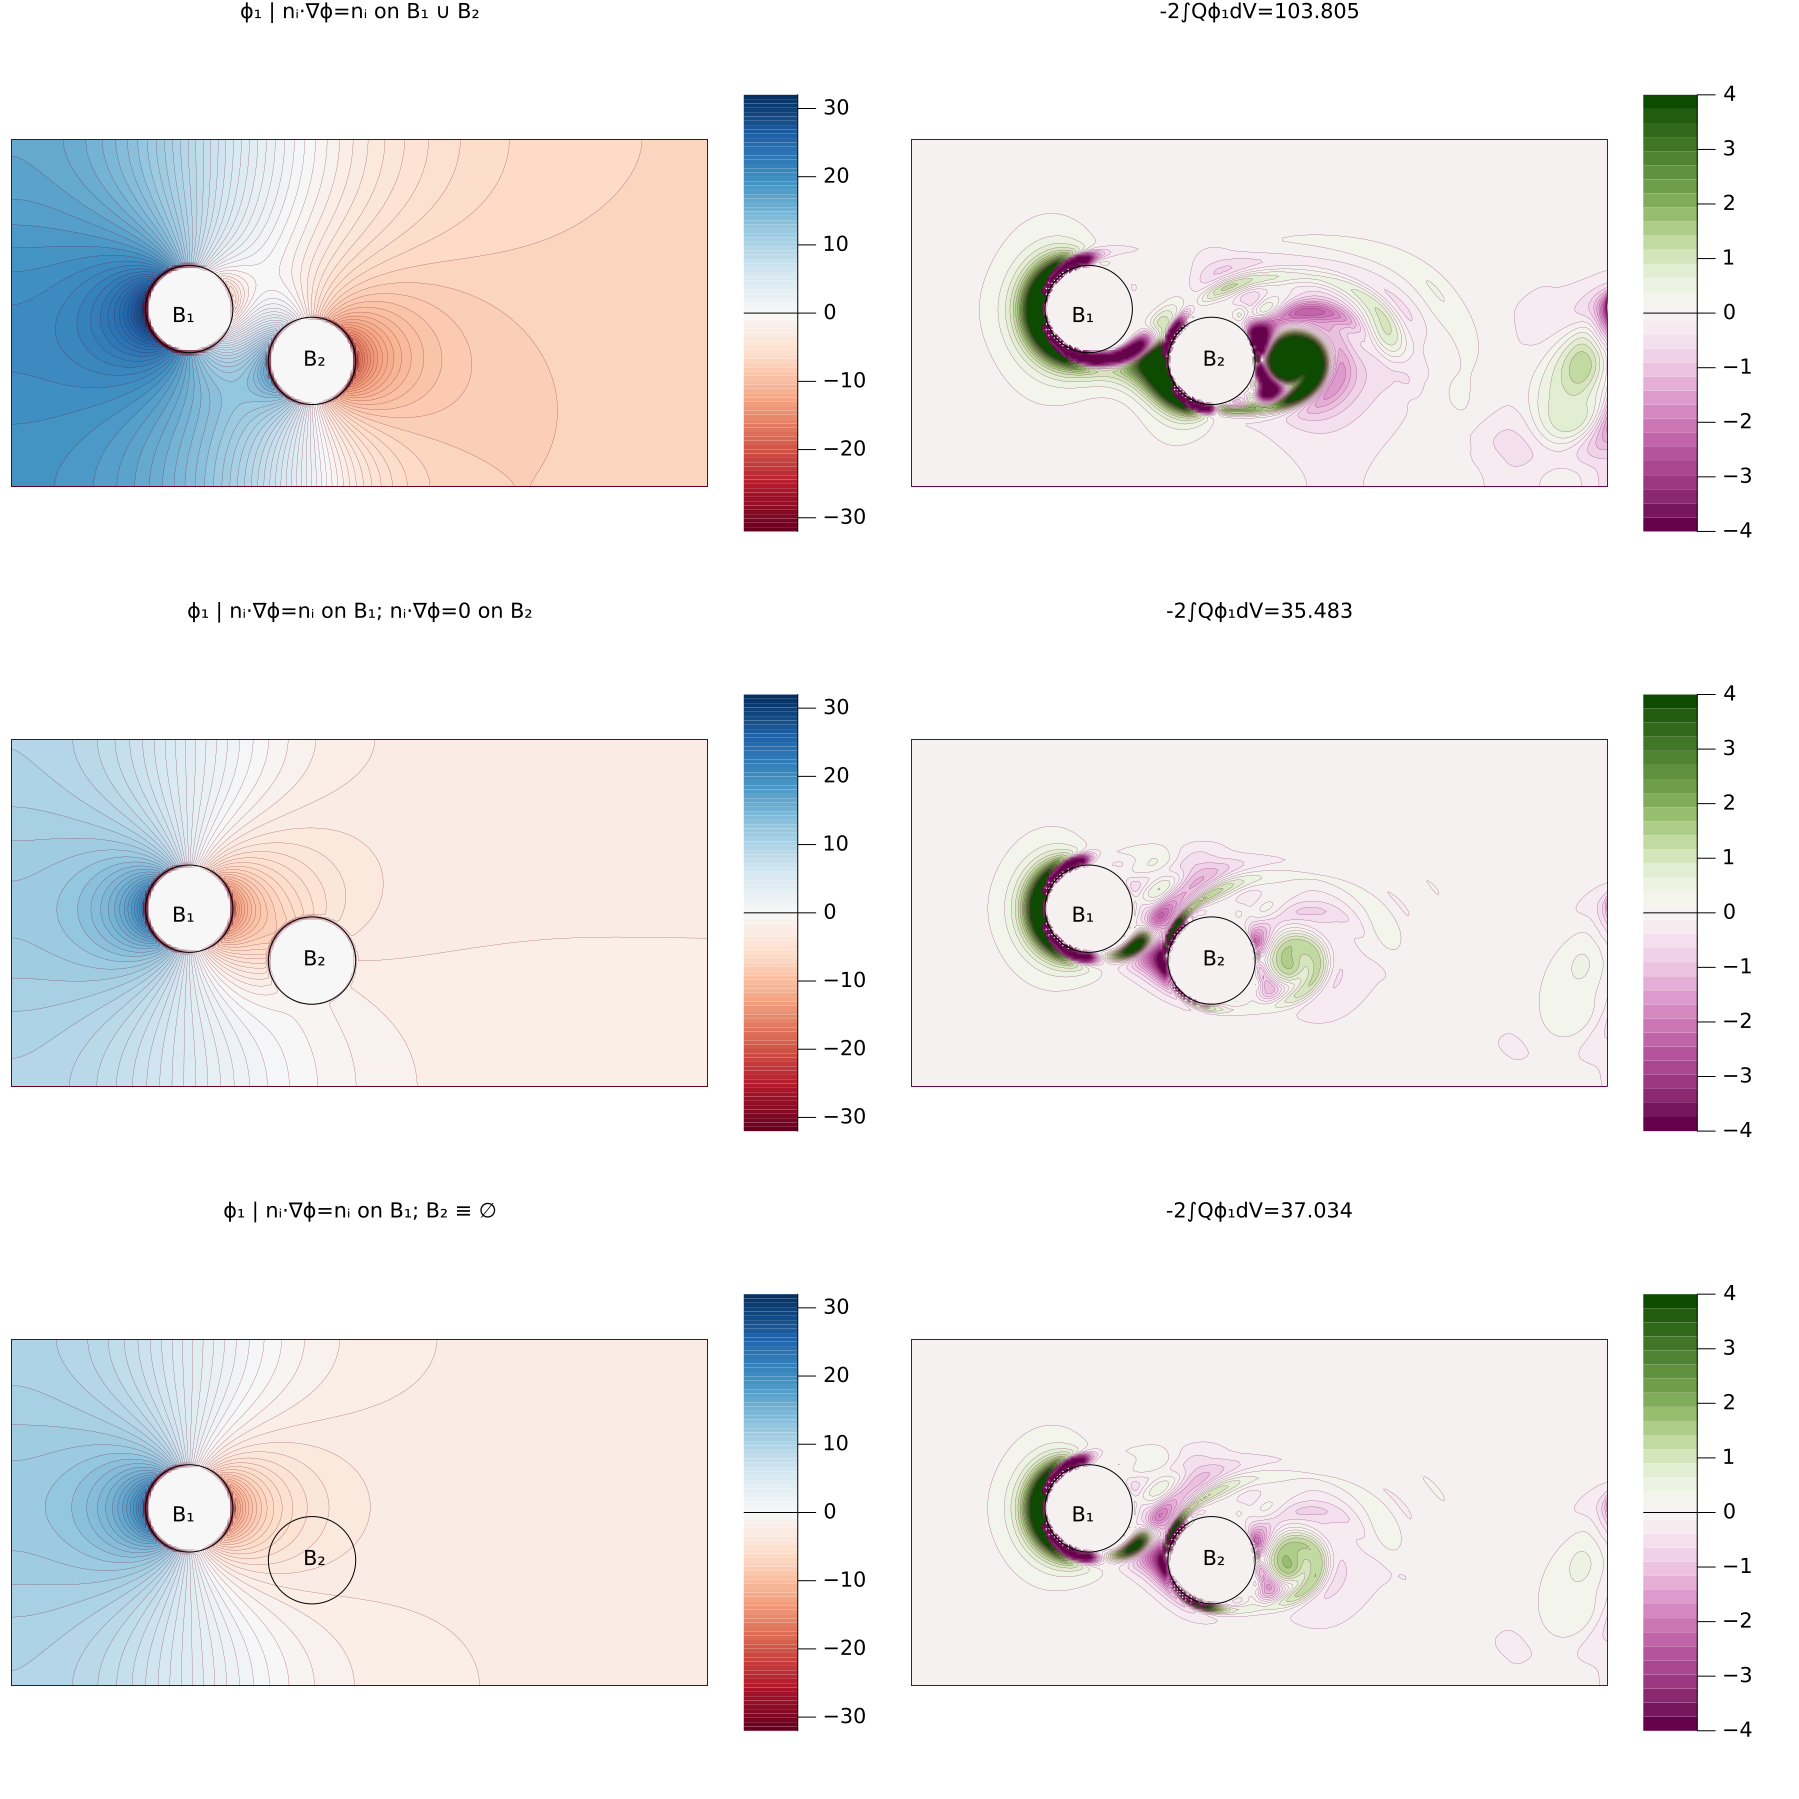 ϕ₁ | nᵢ·∇ϕ=nᵢ on B₁ ∪ B₂
-2∫Qϕ₁dV=103.805
B₁
B₂
30
20
10
0
−10
−20
−30
B₁
B₂
4
3
2
1
0
−1
−2
−3
−4
ϕ₁ | nᵢ·∇ϕ=nᵢ on B₁; nᵢ·∇ϕ=0 on B₂
-2∫Qϕ₁dV=35.483
B₁
B₂
30
20
10
0
−10
−20
−30
B₁
B₂
4
3
2
1
0
−1
−2
−3
−4
ϕ₁ | nᵢ·∇ϕ=nᵢ on B₁; B₂ ≡ ∅
-2∫Qϕ₁dV=37.034
B₁
B₂
30
20
10
0
−10
−20
−30
B₁
B₂
4
3
2
1
0
−1
−2
−3
−4